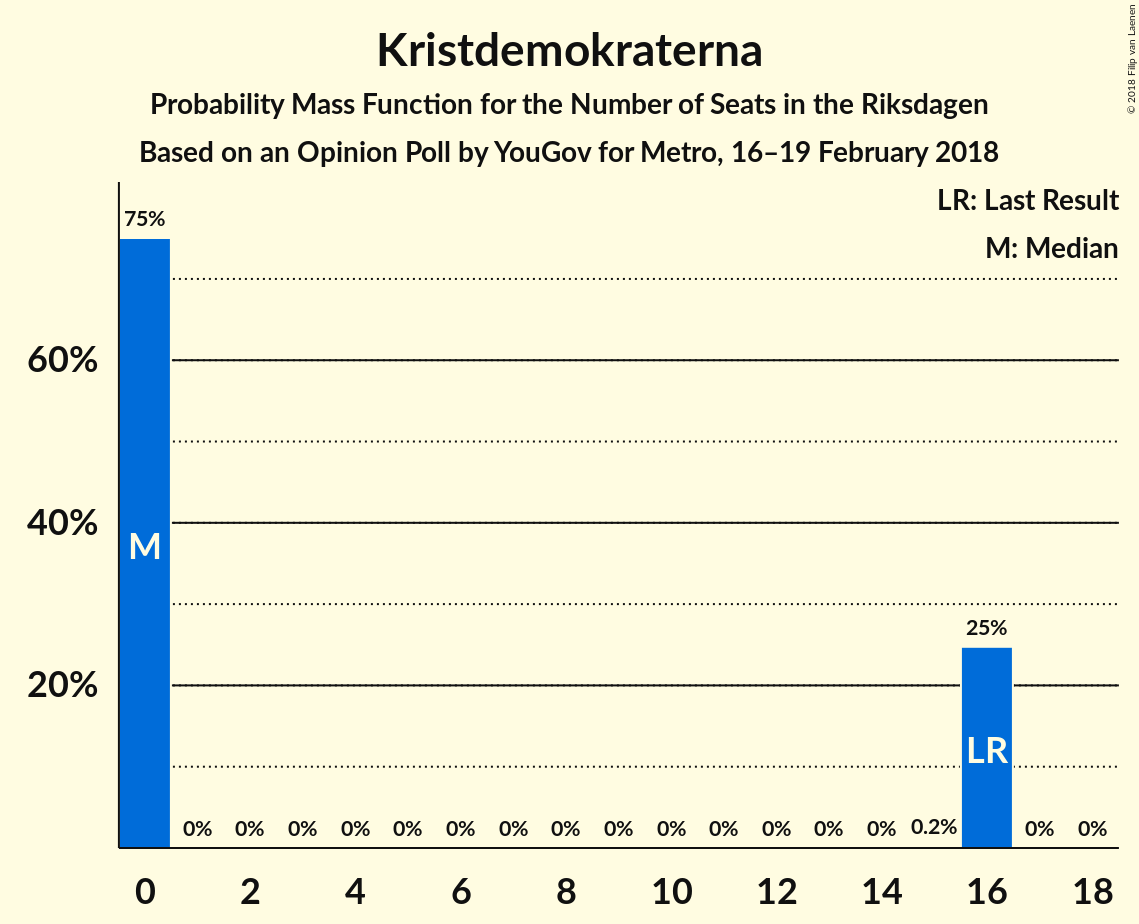 Kristdemokraterna
Probability Mass Function for the Number of Seats in the Riksdagen
Based on an Opinion Poll by YouGov for Metro, 16–19 February 2018
© 2018 Filip van Laenen
LR: Last Result
M: Median
75%
60%
40%
20%
M
25%
LR
0% 0% 0% 0% 0% 0% 0% 0% 0% 0% 0% 0% 0% 0% 0.2% 0% 0%
0 2 4 6 8 10 12 14 16 18